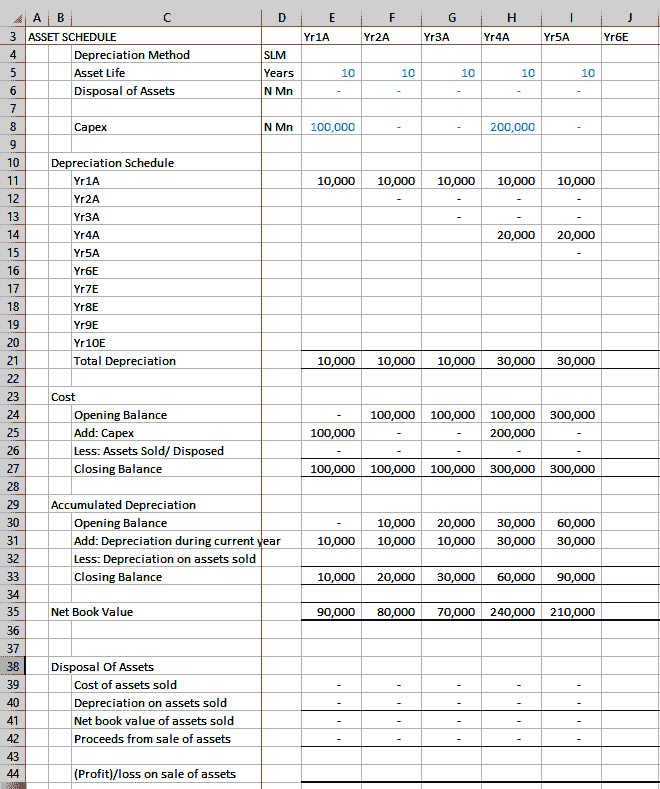 A B C D E F G H I J
3 ASSET SCHEDULE Yr1A Yr2A Yr3A Yr4A Yr5A Yr6E
4 Depreciation Method SLM
5 Asset Life Years 10 10 10 10 10
6 Disposal of Assets N Mn - - - - -
7
8 Capex N Mn 100,000 - - 200,000 -
9
10 Depreciation Schedule
11 Yr1A 10,000 10,000 10,000 10,000 10,000
12 Yr2A - - - -
13 Yr3A - - -
14 Yr4A 20,000 20,000
15 Yr5A -
16 Yr6E
17 Yr7E
18 Yr8E
19 Yr9E
20 Yr10E
21 Total Depreciation 10,000 10,000 10,000 30,000 30,000
22
23 Cost
24 Opening Balance - 100,000 100,000 100,000 300,000
25 Add: Capex 100,000 - - 200,000 -
26 Less: Assets Sold/ Disposed - - - - -
27 Closing Balance 100,000 100,000 100,000 300,000 300,000
28
29 Accumulated Depreciation
30 Opening Balance - 10,000 20,000 30,000 60,000
31 Add: Depreciation during current year 10,000 10,000 10,000 30,000 30,000
32 Less: Depreciation on assets sold
33 Closing Balance 10,000 20,000 30,000 60,000 90,000
34
35 Net Book Value 90,000 80,000 70,000 240,000 210,000
36
37
38 Disposal Of Assets
39 Cost of assets sold - - - - -
40 Depreciation on assets sold - - - - -
41 Net book value of assets sold - - - - -
42 Proceeds from sale of assets - - - - -
43
44 (Profit)/loss on sale of assets